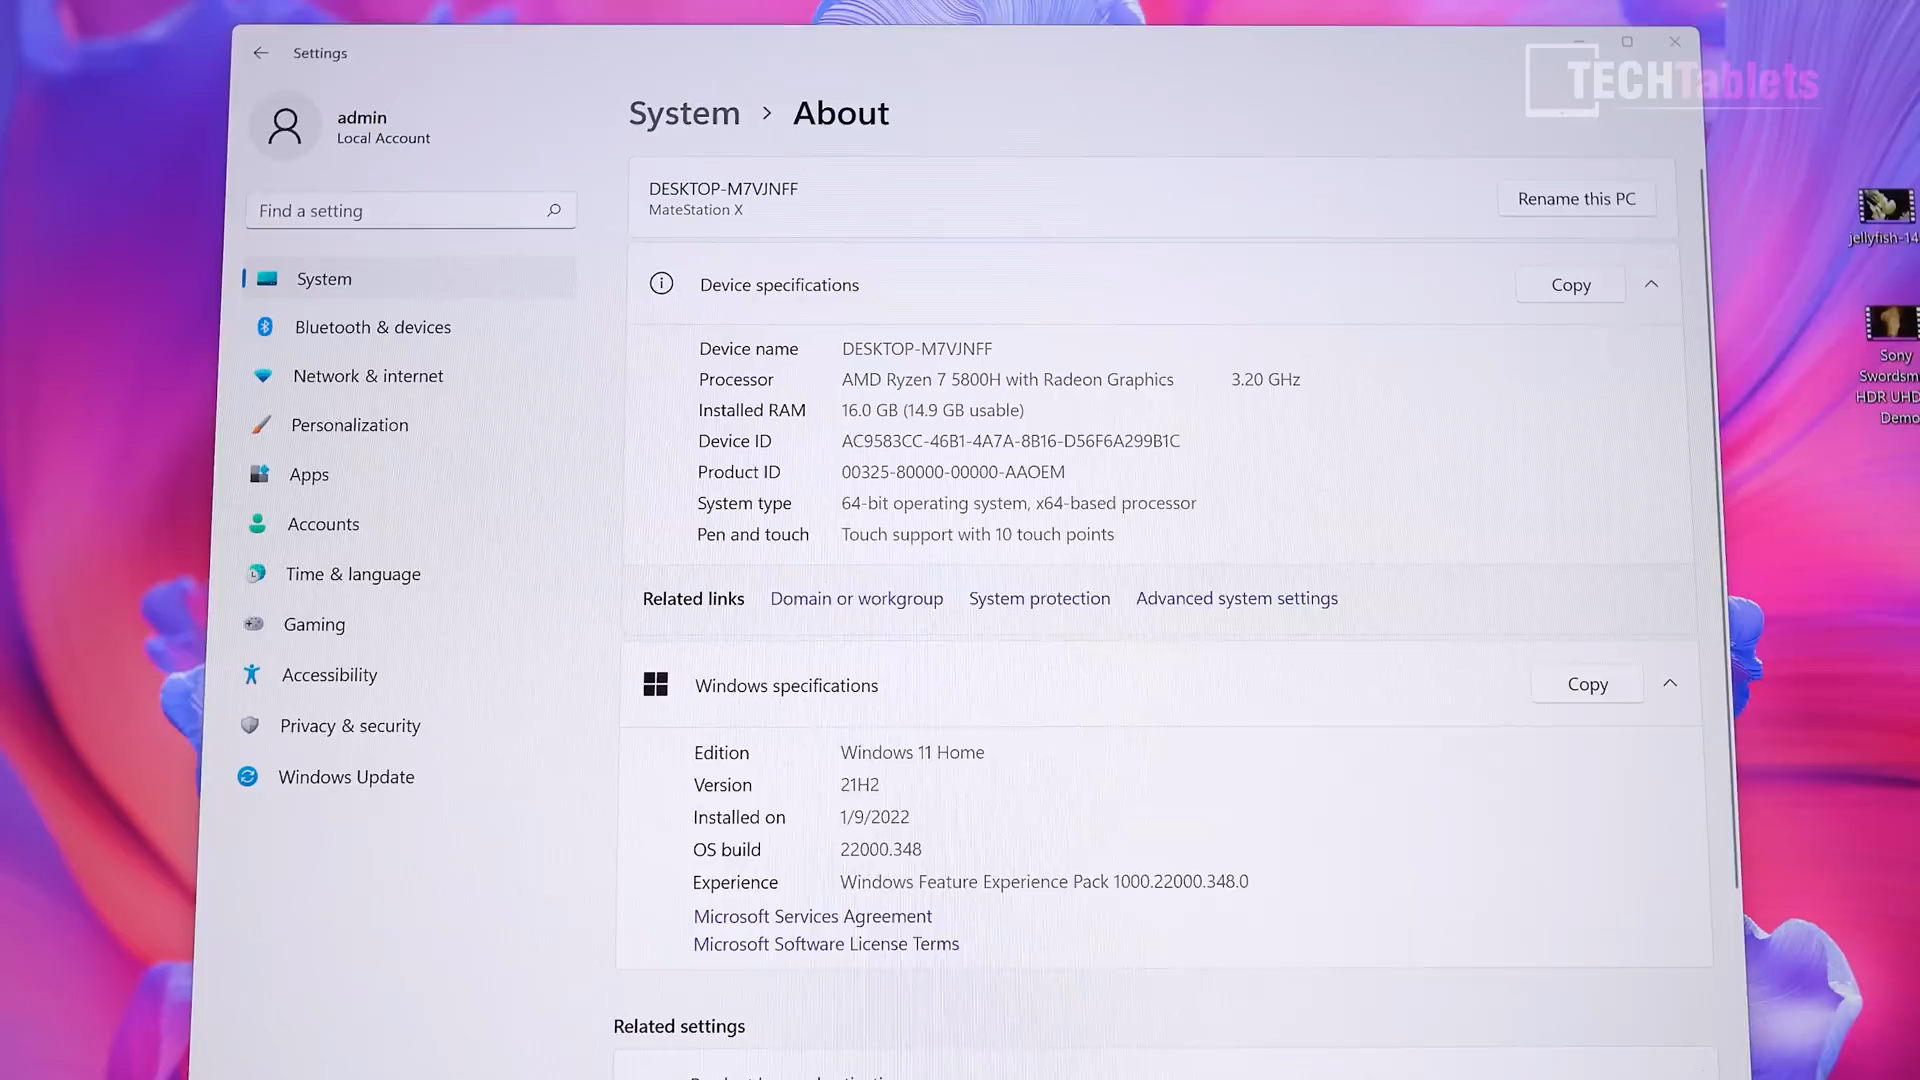 Settings
TECHTablets
admin
Local Account
Find a setting
System
Bluetooth & devices
Network & internet
Personalization
Apps
Accounts
Time & language
Gaming
Accessibility
Privacy & security
Windows Update
System > About
DESKTOP-M7VJNFF
MateStation X
Rename this PC
Device specifications
Copy
Device name DESKTOP-M7VJNFF
Processor AMD Ryzen 7 5800H with Radeon Graphics 3.20 GHz
Installed RAM 16.0 GB (14.9 GB usable)
Device ID AC9583CC-46B1-4A7A-8B16-D56F6A299B1C
Product ID 00325-80000-00000-AAOEM
System type 64-bit operating system, x64-based processor
Pen and touch Touch support with 10 touch points
Related links Domain or workgroup System protection Advanced system settings
Windows specifications
Copy
Edition Windows 11 Home
Version 21H2
Installed on 1/9/2022
OS build 22000.348
Experience Windows Feature Experience Pack 1000.22000.348.0
Microsoft Services Agreement
Microsoft Software License Terms
Related settings
jellyfish-14
Sony
Swordsm
HDR UHD
Demo